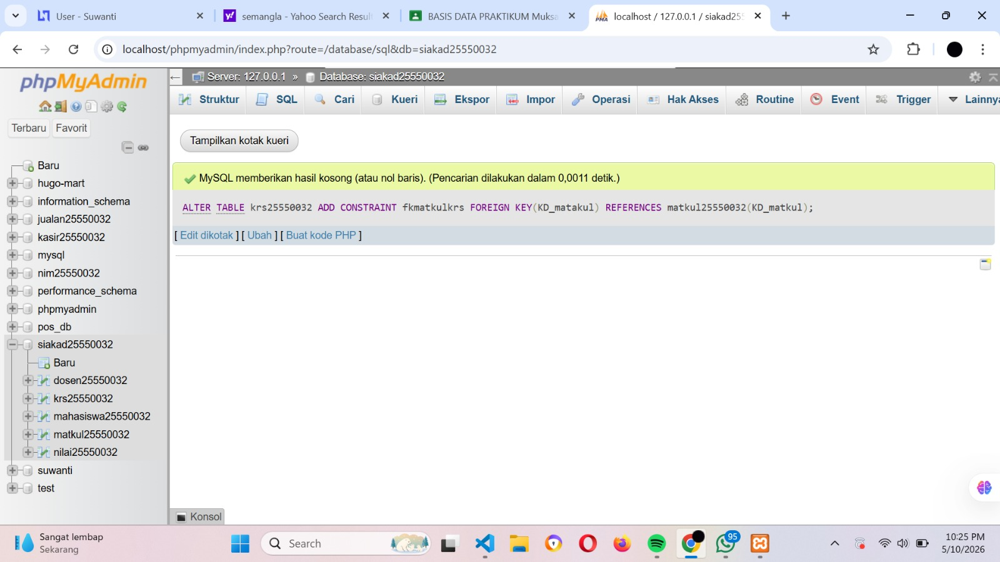 User - Suwanti
semangla - Yahoo Search Result
BASIS DATA PRAKTIKUM Muksa
localhost / 127.0.0.1 / siakad255
localhost/phpmyadmin/index.php?route=/database/sql&db=siakad25550032
phpMyAdmin
Server: 127.0.0.1 » Database: siakad25550032
Struktur SQL Cari Kueri Ekspor Impor Operasi Hak Akses Routine Event Trigger Lainnya
Terbaru Favorit
Tampilkan kotak kueri
Baru
hugo-mart
information_schema
jualan25550032
kasir25550032
mysql
nim25550032
performance_schema
phpmyadmin
pos_db
siakad25550032
Baru
dosen25550032
krs25550032
mahasiswa25550032
matkul25550032
nilai25550032
suwanti
test
MySQL memberikan hasil kosong (atau nol baris). (Pencarian dilakukan dalam 0,0011 detik.)
ALTER TABLE krs25550032 ADD CONSTRAINT fkmatkulkrs FOREIGN KEY(KD_matakul) REFERENCES matkul25550032(KD_matkul);
[ Edit dikotak ] [ Ubah ] [ Buat kode PHP ]
Konsol
Sangat lembap
Sekarang
Search
95
10:25 PM
5/10/2026